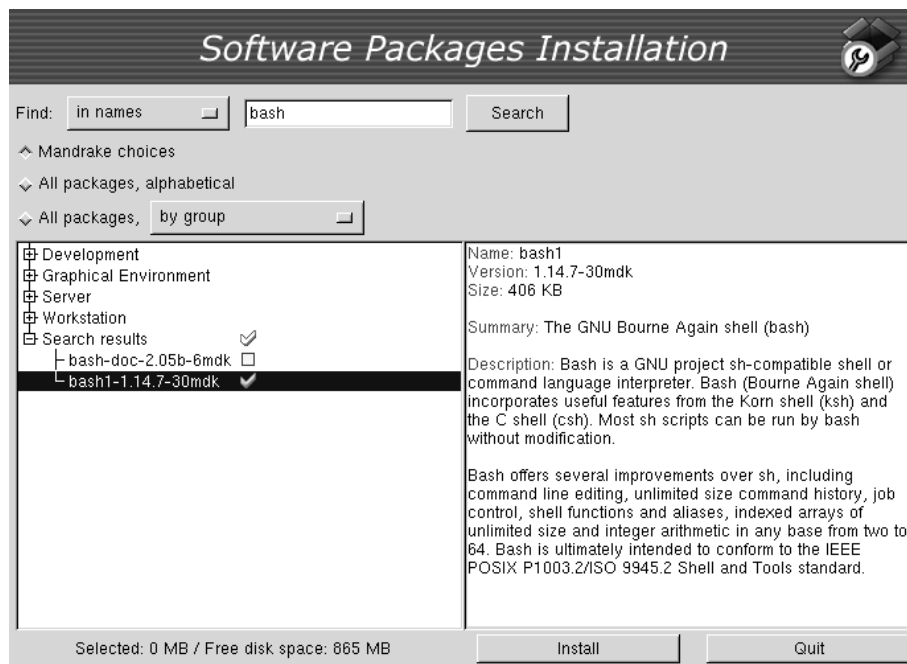 Software Packages Installation
Find: in names bash Search
Mandrake choices
All packages, alphabetical
All packages, by group
Development
Graphical Environment
Server
Workstation
Search results
bash-doc-2.05b-6mdk
bash1-1.14.7-30mdk
Name: bash1
Version: 1.14.7-30mdk
Size: 406 KB
Summary: The GNU Bourne Again shell (bash)
Description: Bash is a GNU project sh-compatible shell or
command language interpreter. Bash (Bourne Again shell)
incorporates useful features from the Korn shell (ksh) and
the C shell (csh). Most sh scripts can be run by bash
without modification.
Bash offers several improvements over sh, including
command line editing, unlimited size command history, job
control, shell functions and aliases, indexed arrays of
unlimited size and integer arithmetic in any base from two to
64. Bash is ultimately intended to conform to the IEEE
POSIX P1003.2/ISO 9945.2 Shell and Tools standard.
Selected: 0 MB / Free disk space: 865 MB Install Quit